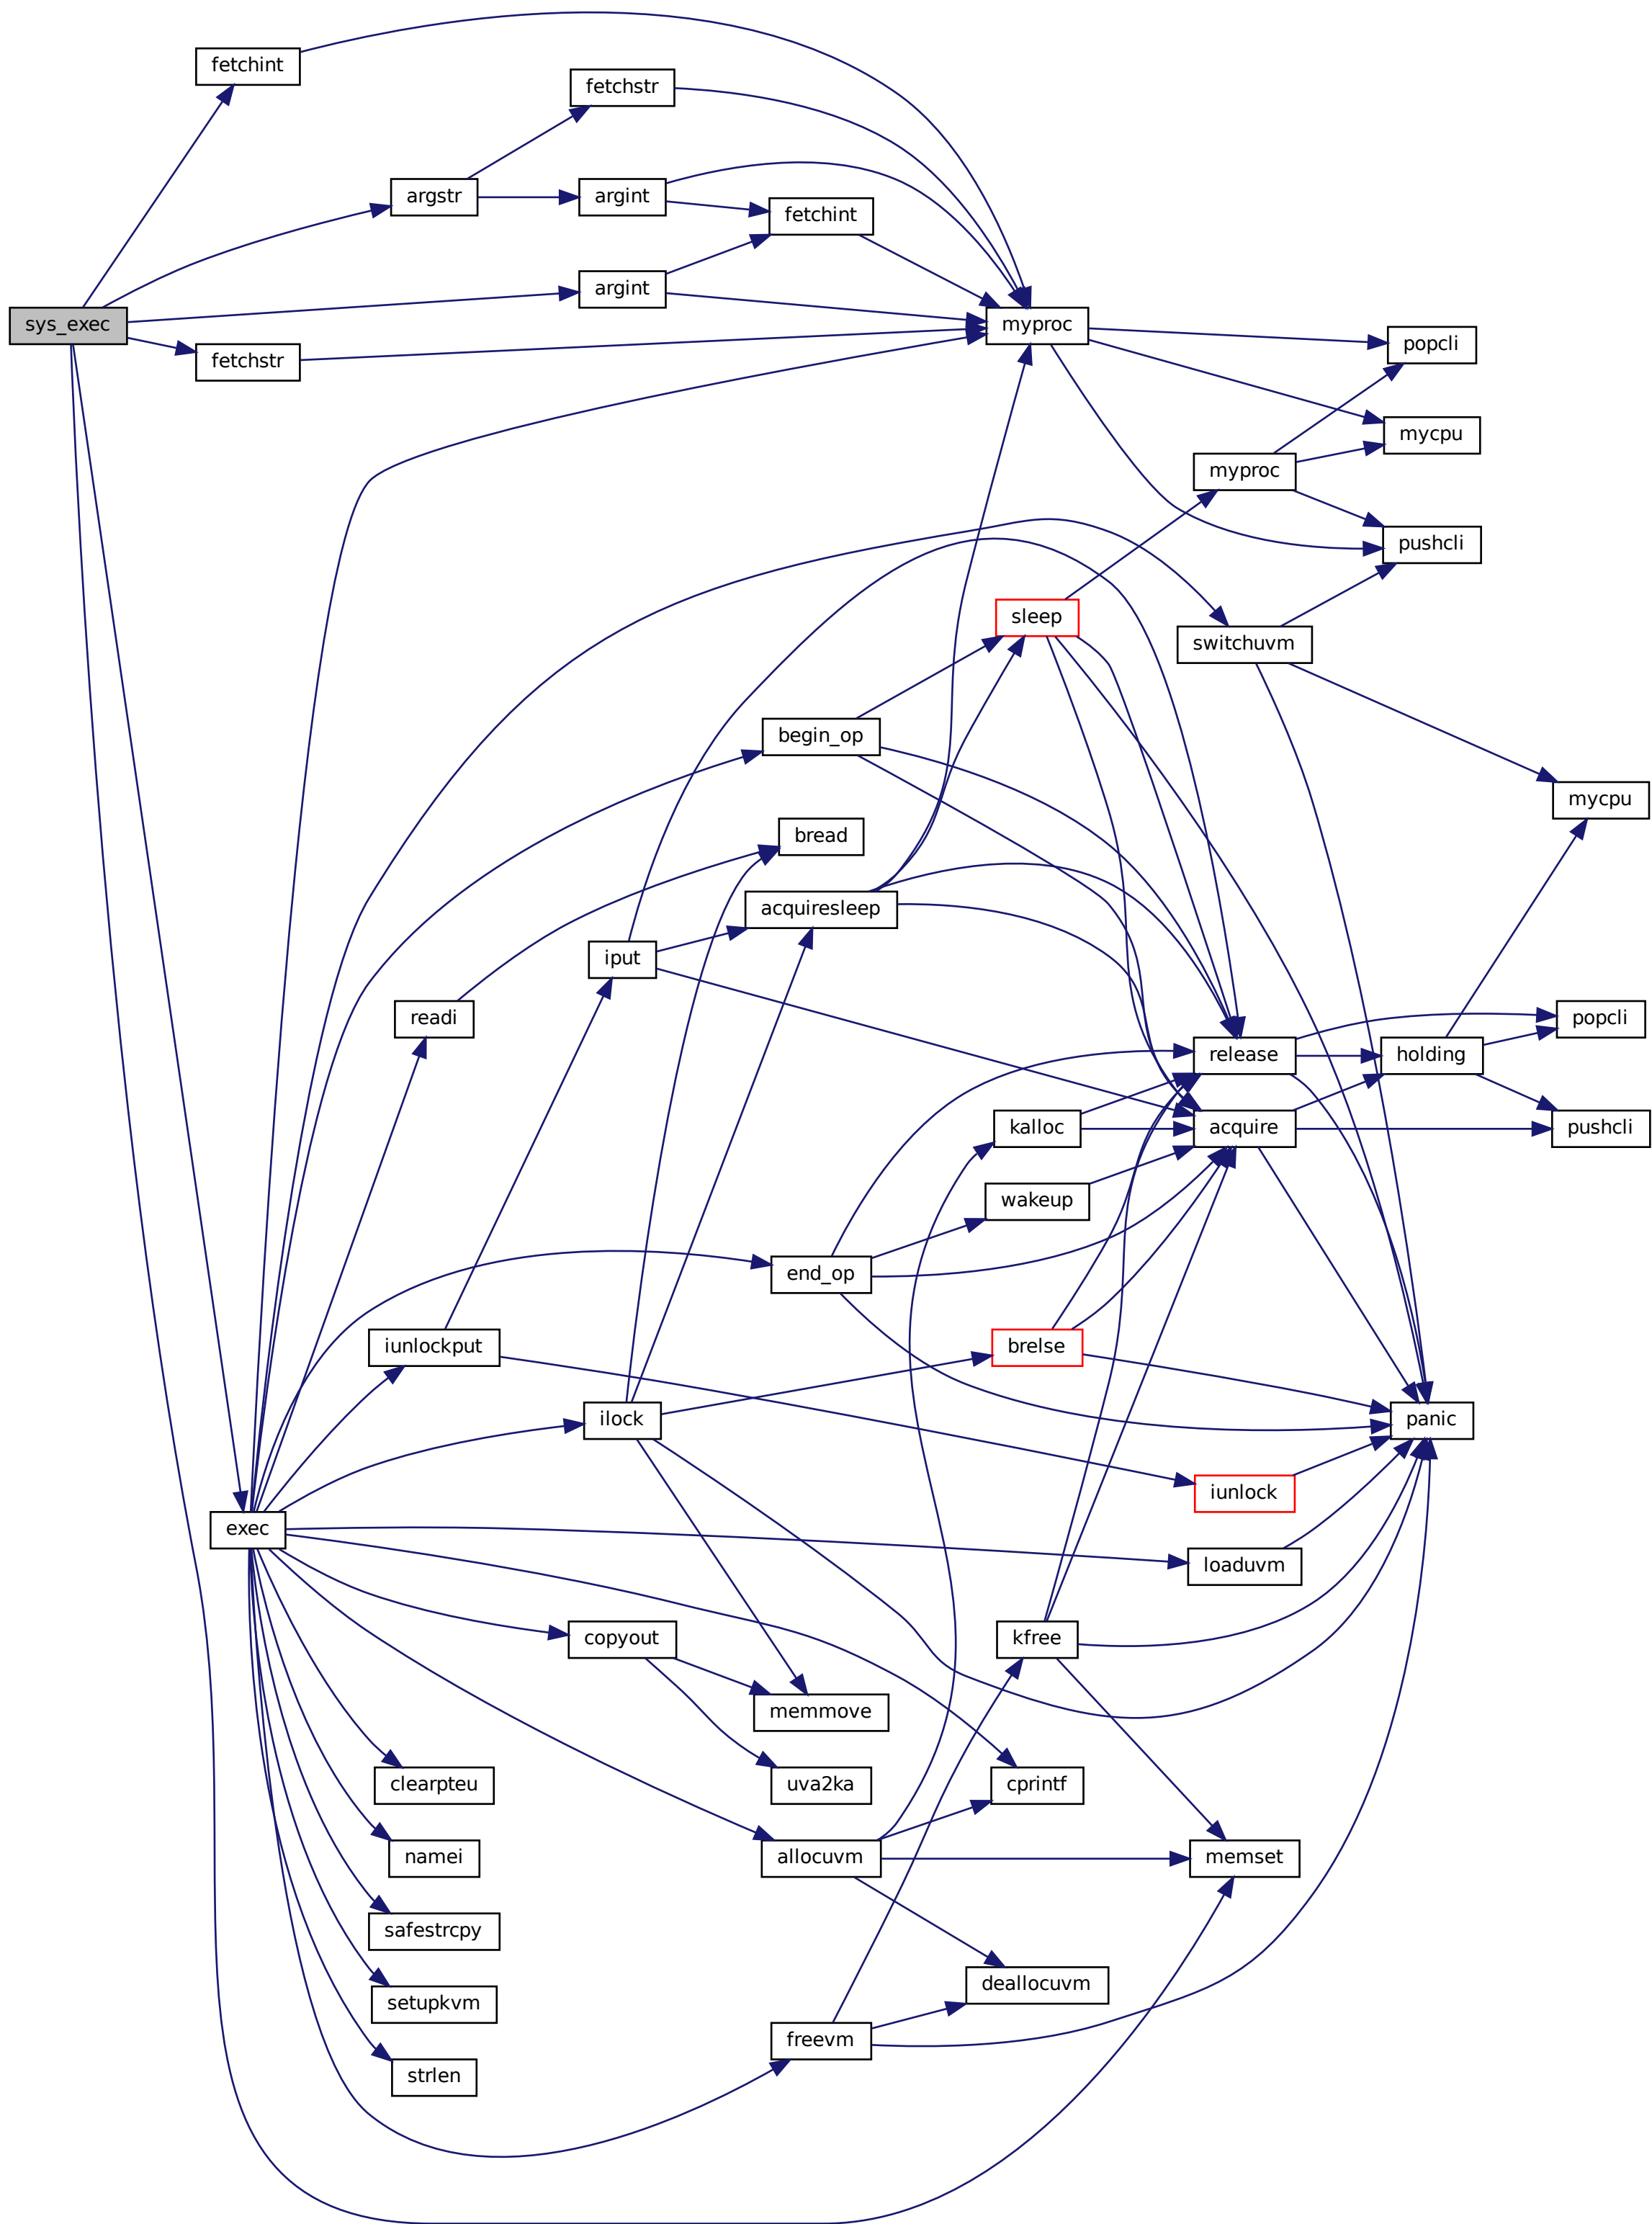 fetchint
fetchstr
argstr
argint
fetchint
argint
sys_exec
myproc
popcli
fetchstr
mycpu
myproc
pushcli
sleep
switchuvm
begin_op
mycpu
bread
acquiresleep
iput
readi
popcli
release
holding
kalloc
acquire
pushcli
wakeup
end_op
iunlockput
brelse
ilock
panic
iunlock
exec
loaduvm
copyout
kfree
memmove
clearpteu
uva2ka
cprintf
namei
allocuvm
memset
safestrcpy
deallocuvm
setupkvm
freevm
strlen